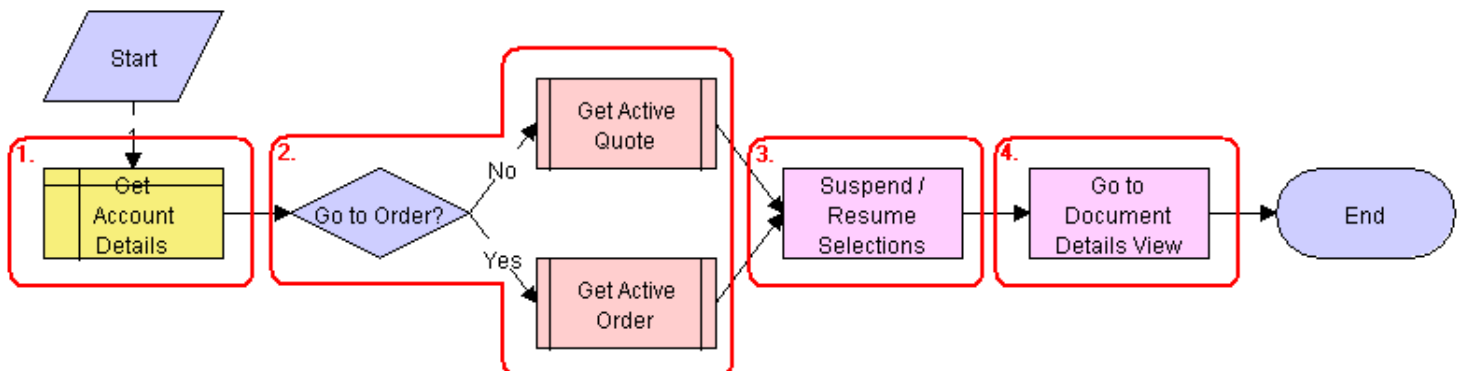 Start
1.
Get
Account
Details
2.
Go to Order?
No
Yes
Get Active
Quote
Get Active
Order
3.
Suspend /
Resume
Selections
4.
Go to
Document
Details View
End